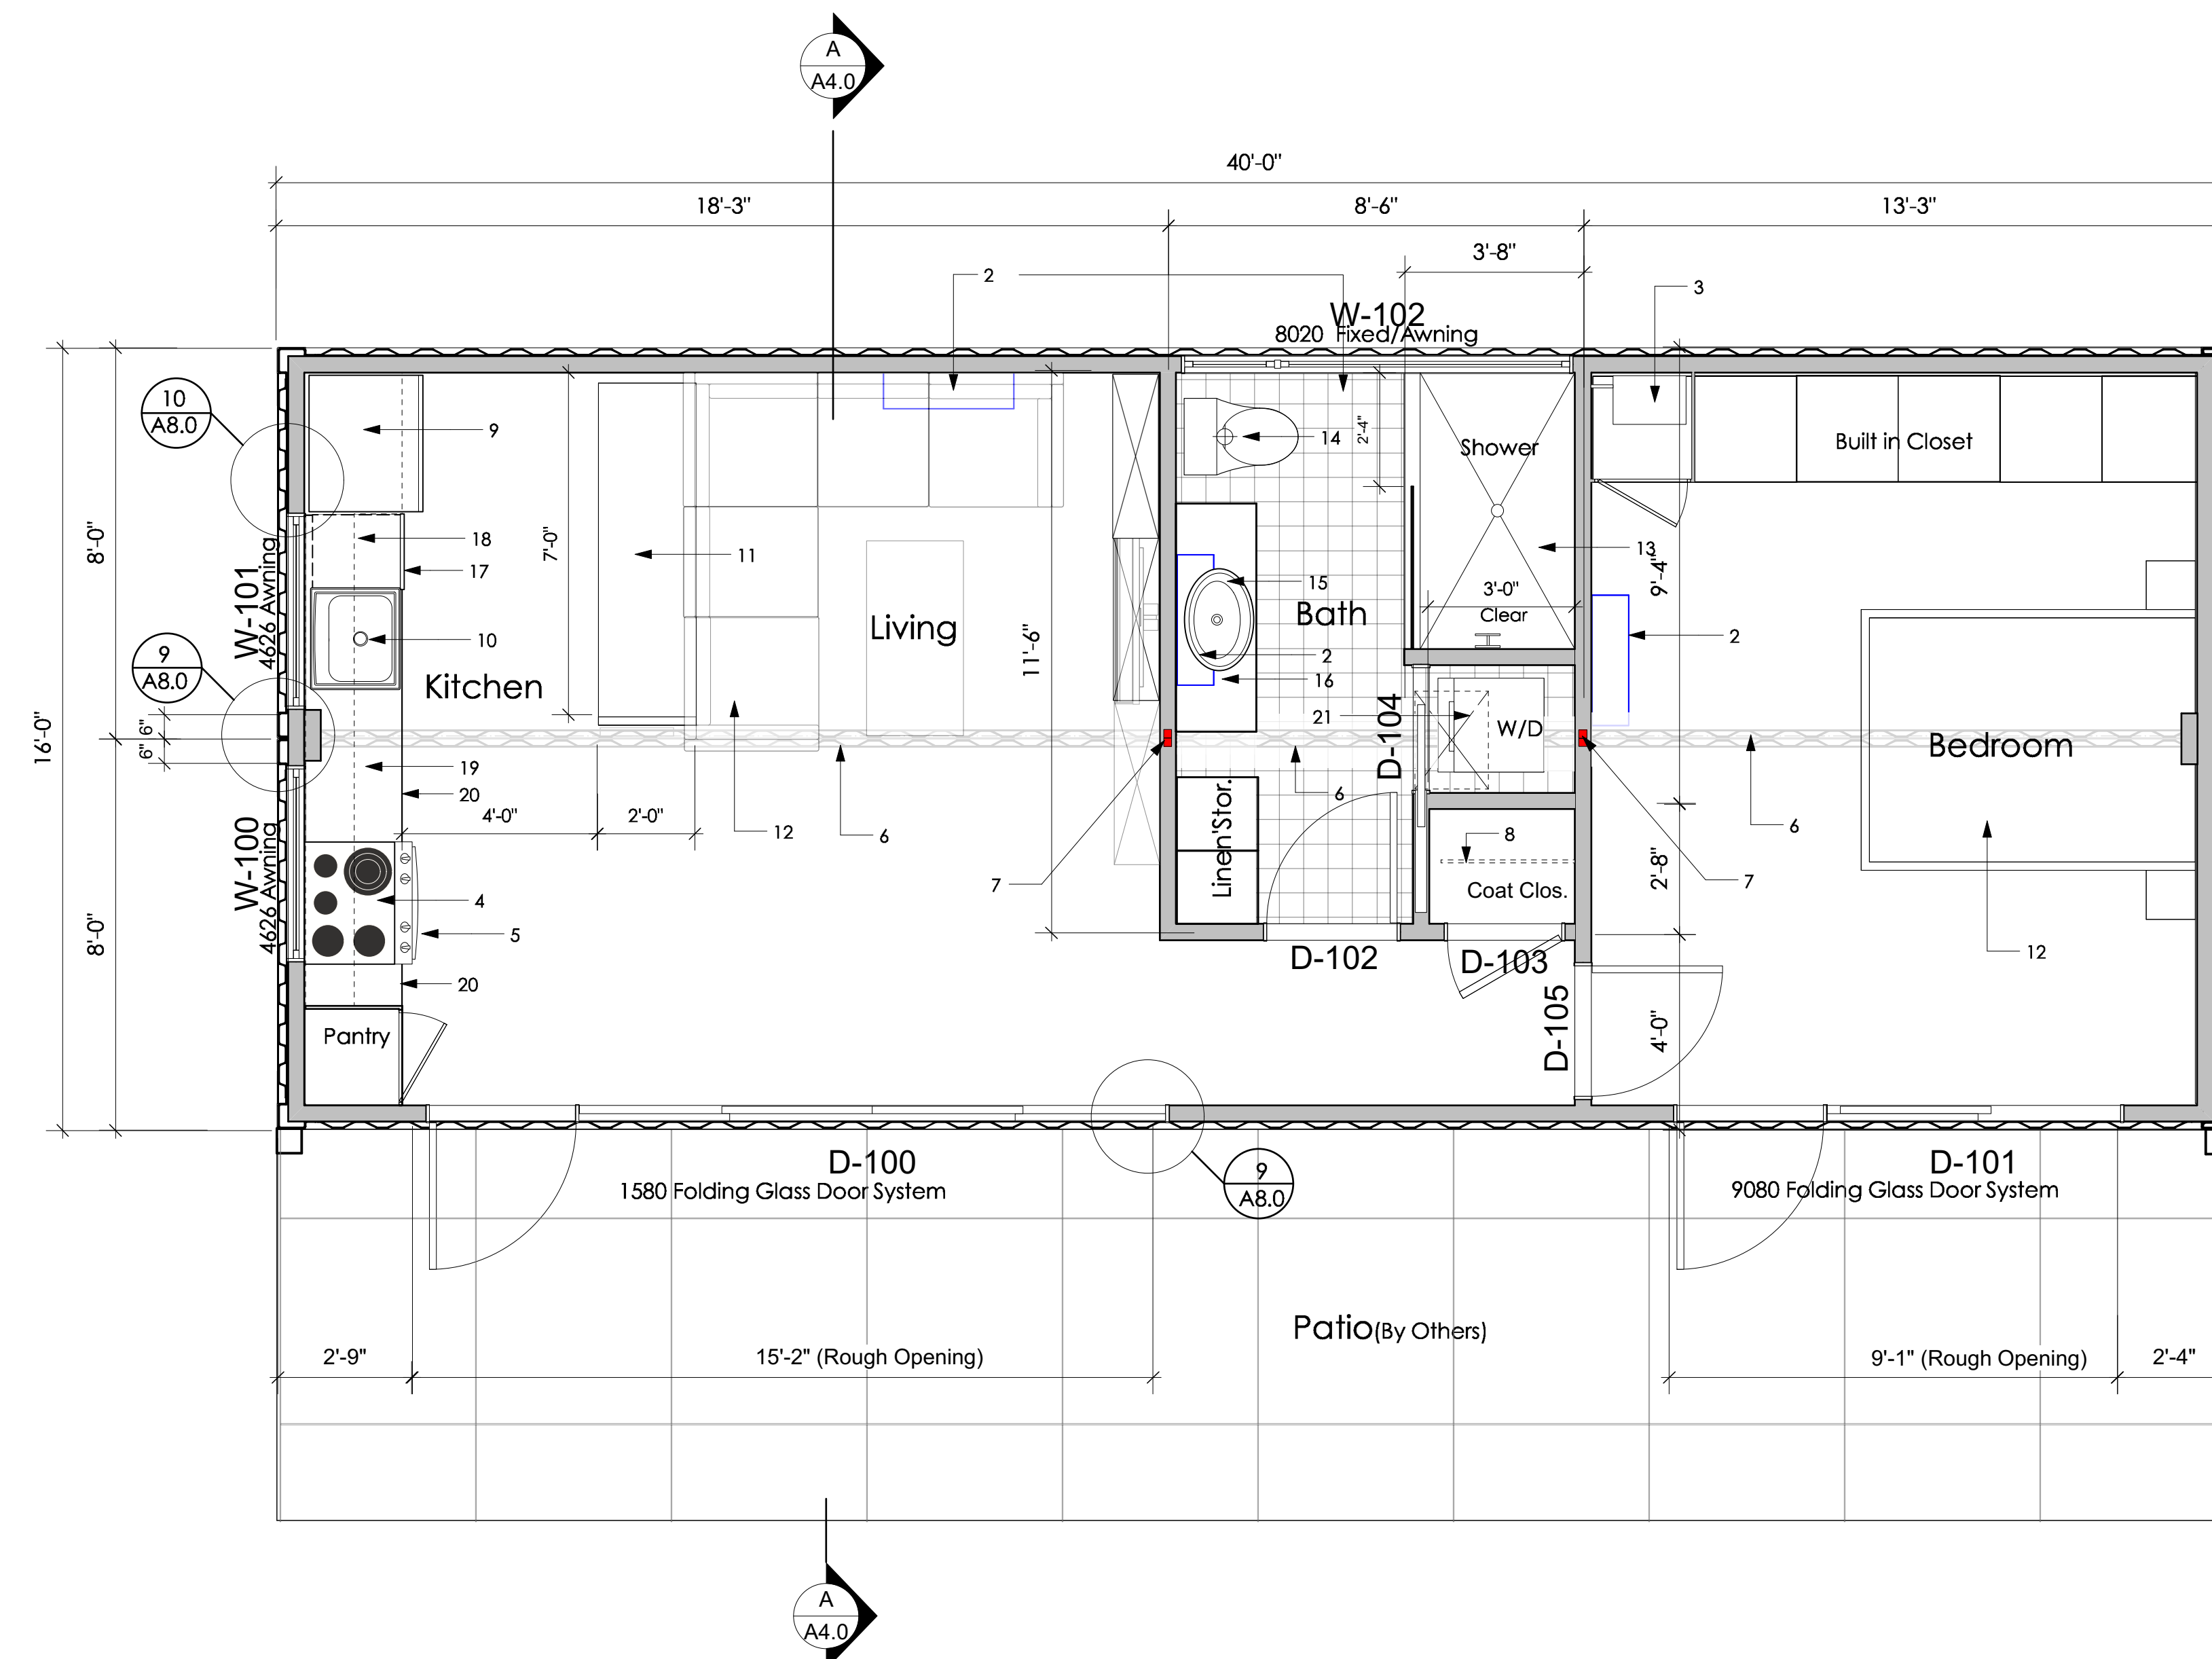 A
A4.0
40'-0"
18'-3"
8'-6"
13'-3"
3'-8"
2
3
W-102
8020 Fixed/Awning
10
A8.0
9
14
2'-4"
Shower
Built in Closet
8'-0"
18
17
7'-0"
11
13
9'-4"
W-101
4626 Awning
15
3'-0"
Clear
Bath
Living
10
11'-6"
2
2
16
9
A8.0
Kitchen
21
D-104
W/D
Bedroom
16'-0"
6"
6"
19
20
4'-0"
2'-0"
12
6
6
6
W-100
4626 Awning
Linen'Stor.
8
Coat Clos.
2'-8"
7
7
4
5
8'-0"
12
D-102
D-103
20
D-105
4'-0"
Pantry
D-100
1580 Folding Glass Door System
9
A8.0
D-101
9080 Folding Glass Door System
Patio(By Others)
2'-9"
15'-2" (Rough Opening)
9'-1" (Rough Opening)
2'-4"
A
A4.0